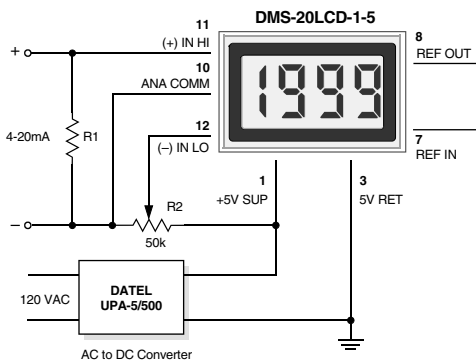 DMS-20LCD-1-5
11
(+) IN HI
8
REF OUT
+
10
ANA COMM
1999
4-20mA
R1
12
(–) IN LO
7
REF IN
1
+5V SUP
3
5V RET
R2
–
50k
120 VAC
DATEL
UPA-5/500
AC to DC Converter